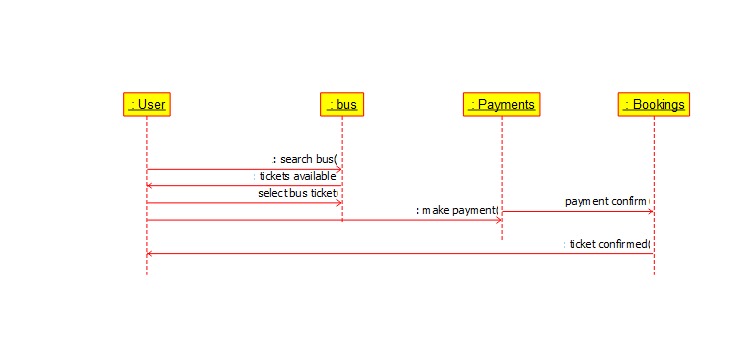 : User
: bus
: Payments
: Bookings
: search bus(
: tickets available
select bus ticket
payment confirm
: make payment(
: ticket confirmed(